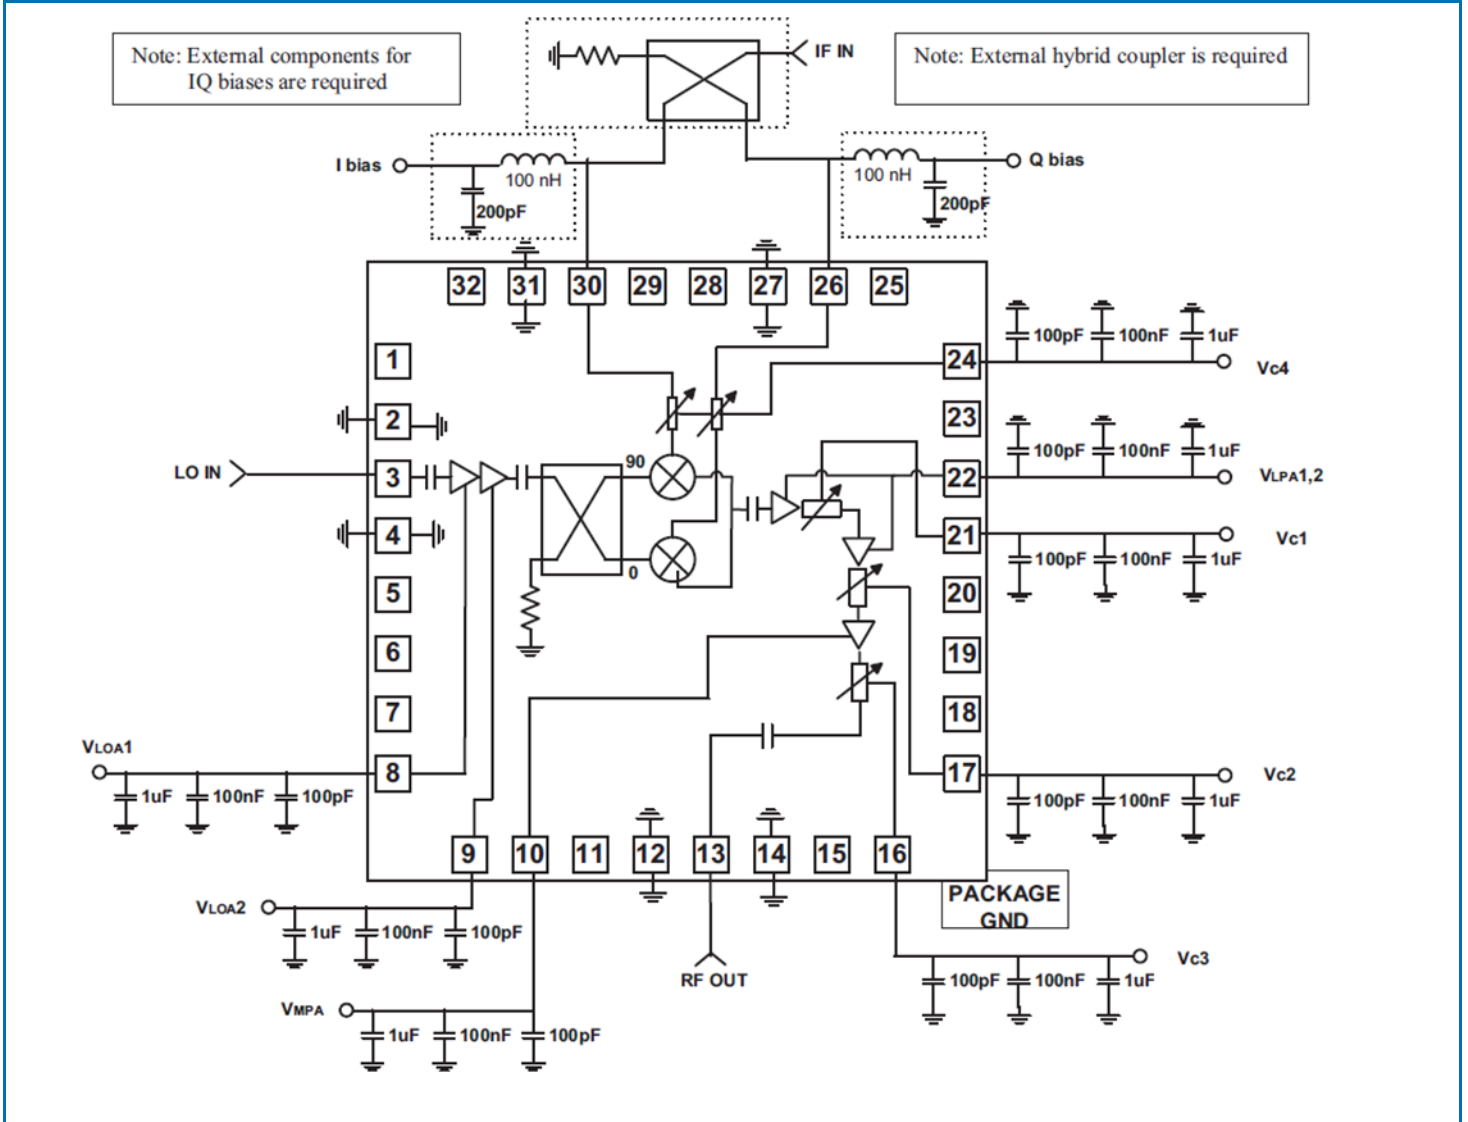 Note: External components for
IQ biases are required
IF IN
Note: External hybrid coupler is required
I bias
100 nH
200pF
100 nH
200pF
Q bias
32
31
30
29
28
27
26
25
1
2
3
4
5
6
7
8
24
23
22
21
20
19
18
17
9
10
11
12
13
14
15
16
100pF
100nF
1uF
Vc4
100pF
100nF
1uF
VLPA1,2
100pF
100nF
1uF
Vc1
LO IN
90
0
VLOA1
1uF
100nF
100pF
100pF
100nF
1uF
Vc2
PACKAGE
GND
VLOA2
1uF
100nF
100pF
RF OUT
100pF
100nF
1uF
Vc3
VMPA
1uF
100nF
100pF